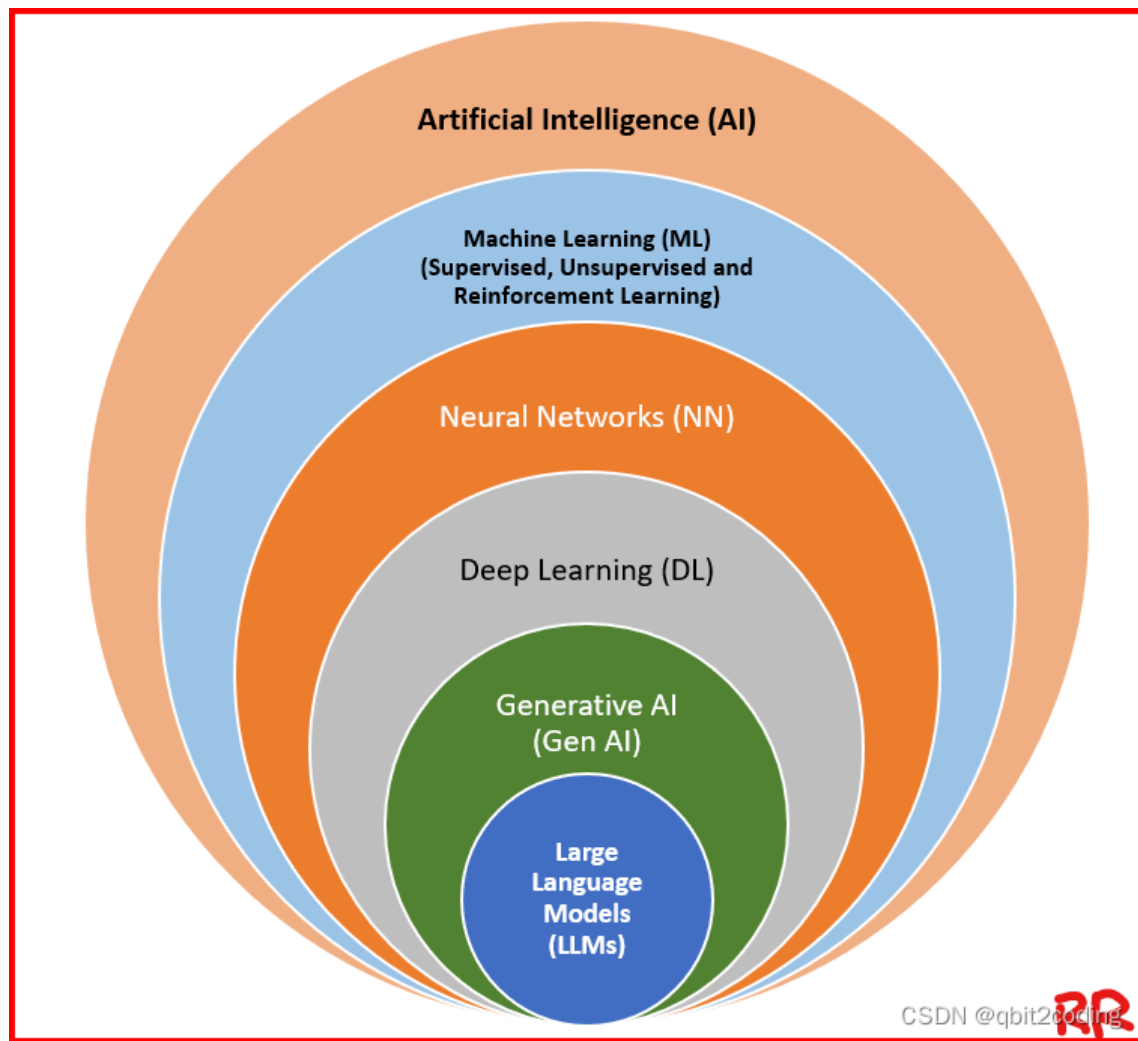 Artificial Intelligence (AI)
Machine Learning (ML)
(Supervised, Unsupervised and
Reinforcement Learning)
Neural Networks (NN)
Deep Learning (DL)
Generative AI
(Gen AI)
Large
Language
Models
(LLMs)
CSDN @qbit2coding
RR